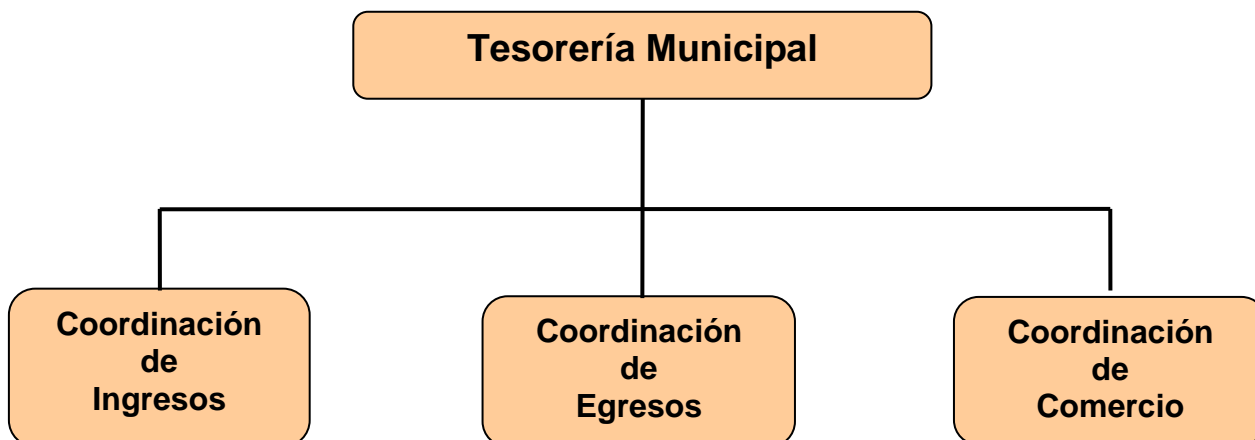 Tesorería Municipal
Coordinación
de
Ingresos
Coordinación
de
Egresos
Coordinación
de
Comercio